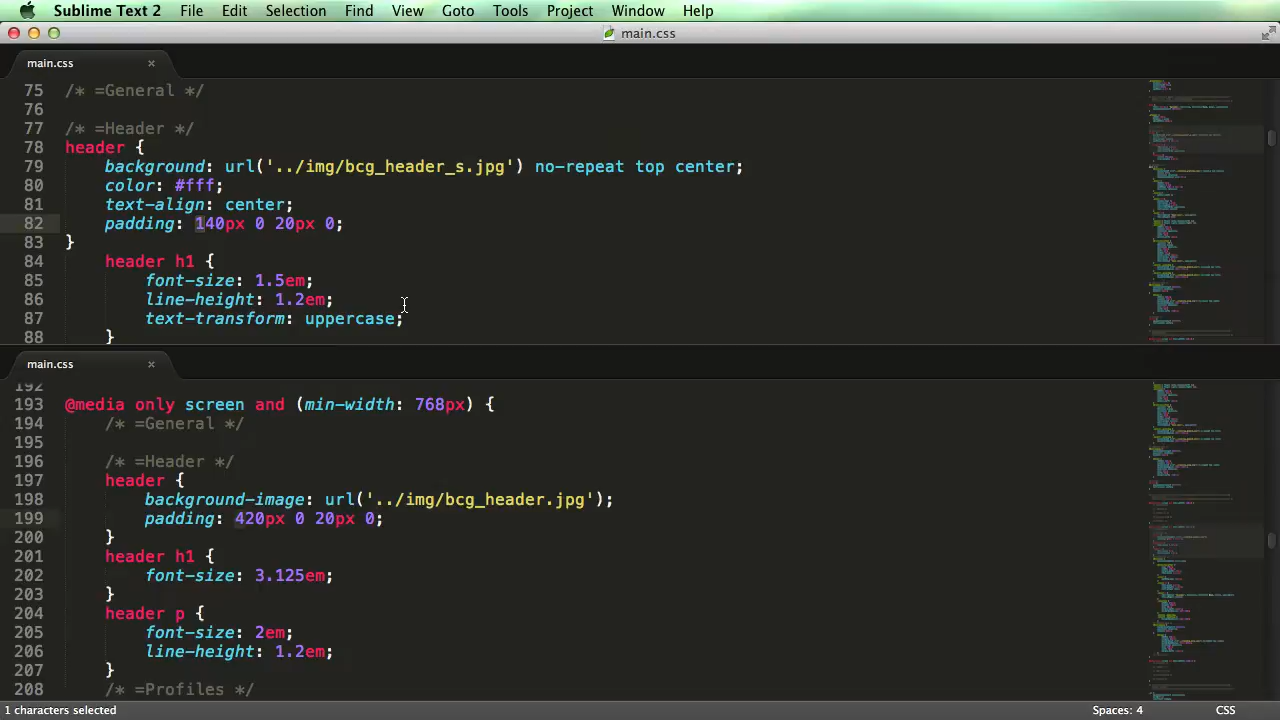 Sublime Text 2 File Edit Selection Find View Goto Tools Project Window Help
main.css
main.css ×
75 /* =General */
76
77 /* =Header */
78 header {
79 background: url('../img/bcg_header_s.jpg') no-repeat top center;
80 color: #fff;
81 text-align: center;
82 padding: 140px 0 20px 0;
83 }
84 header h1 {
85 font-size: 1.5em;
86 line-height: 1.2em;
87 text-transform: uppercase;
88 }
main.css ×
192
193 @media only screen and (min-width: 768px) {
194 /* =General */
195
196 /* =Header */
197 header {
198 background-image: url('../img/bcg_header.jpg');
199 padding: 420px 0 20px 0;
200 }
201 header h1 {
202 font-size: 3.125em;
203 }
204 header p {
205 font-size: 2em;
206 line-height: 1.2em;
207 }
208 /* =Profiles */
1 characters selected Spaces: 4 CSS